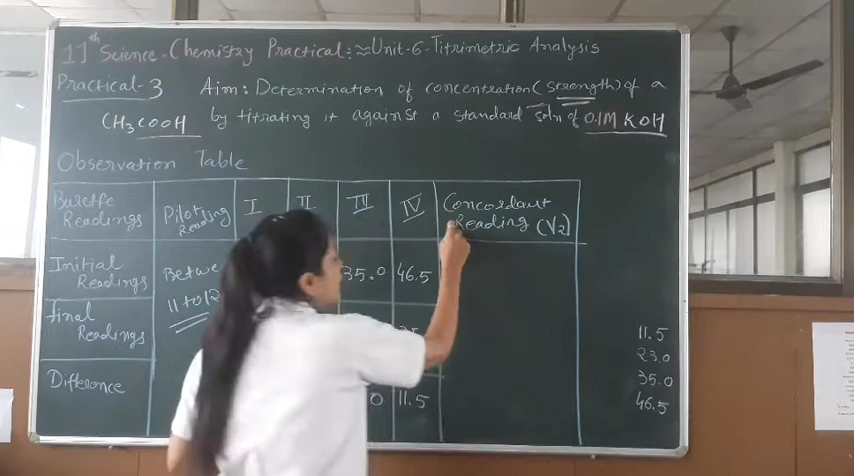 11th Science - Chemistry Practical :≈ Unit-6-Titrimetric Analysis
Practical-3 Aim: Determination of concentration (strength) of a
CH3COOH by titrating it against a standard soln of 0.1M KOH
Observation Table
Burette Readings Piloting Reading I II III IV Concordant Reading (V2)
Initial Readings 11 to 12 35.0 46.5
Final Readings
Difference 11.5
11.5
23.0
35.0
46.5